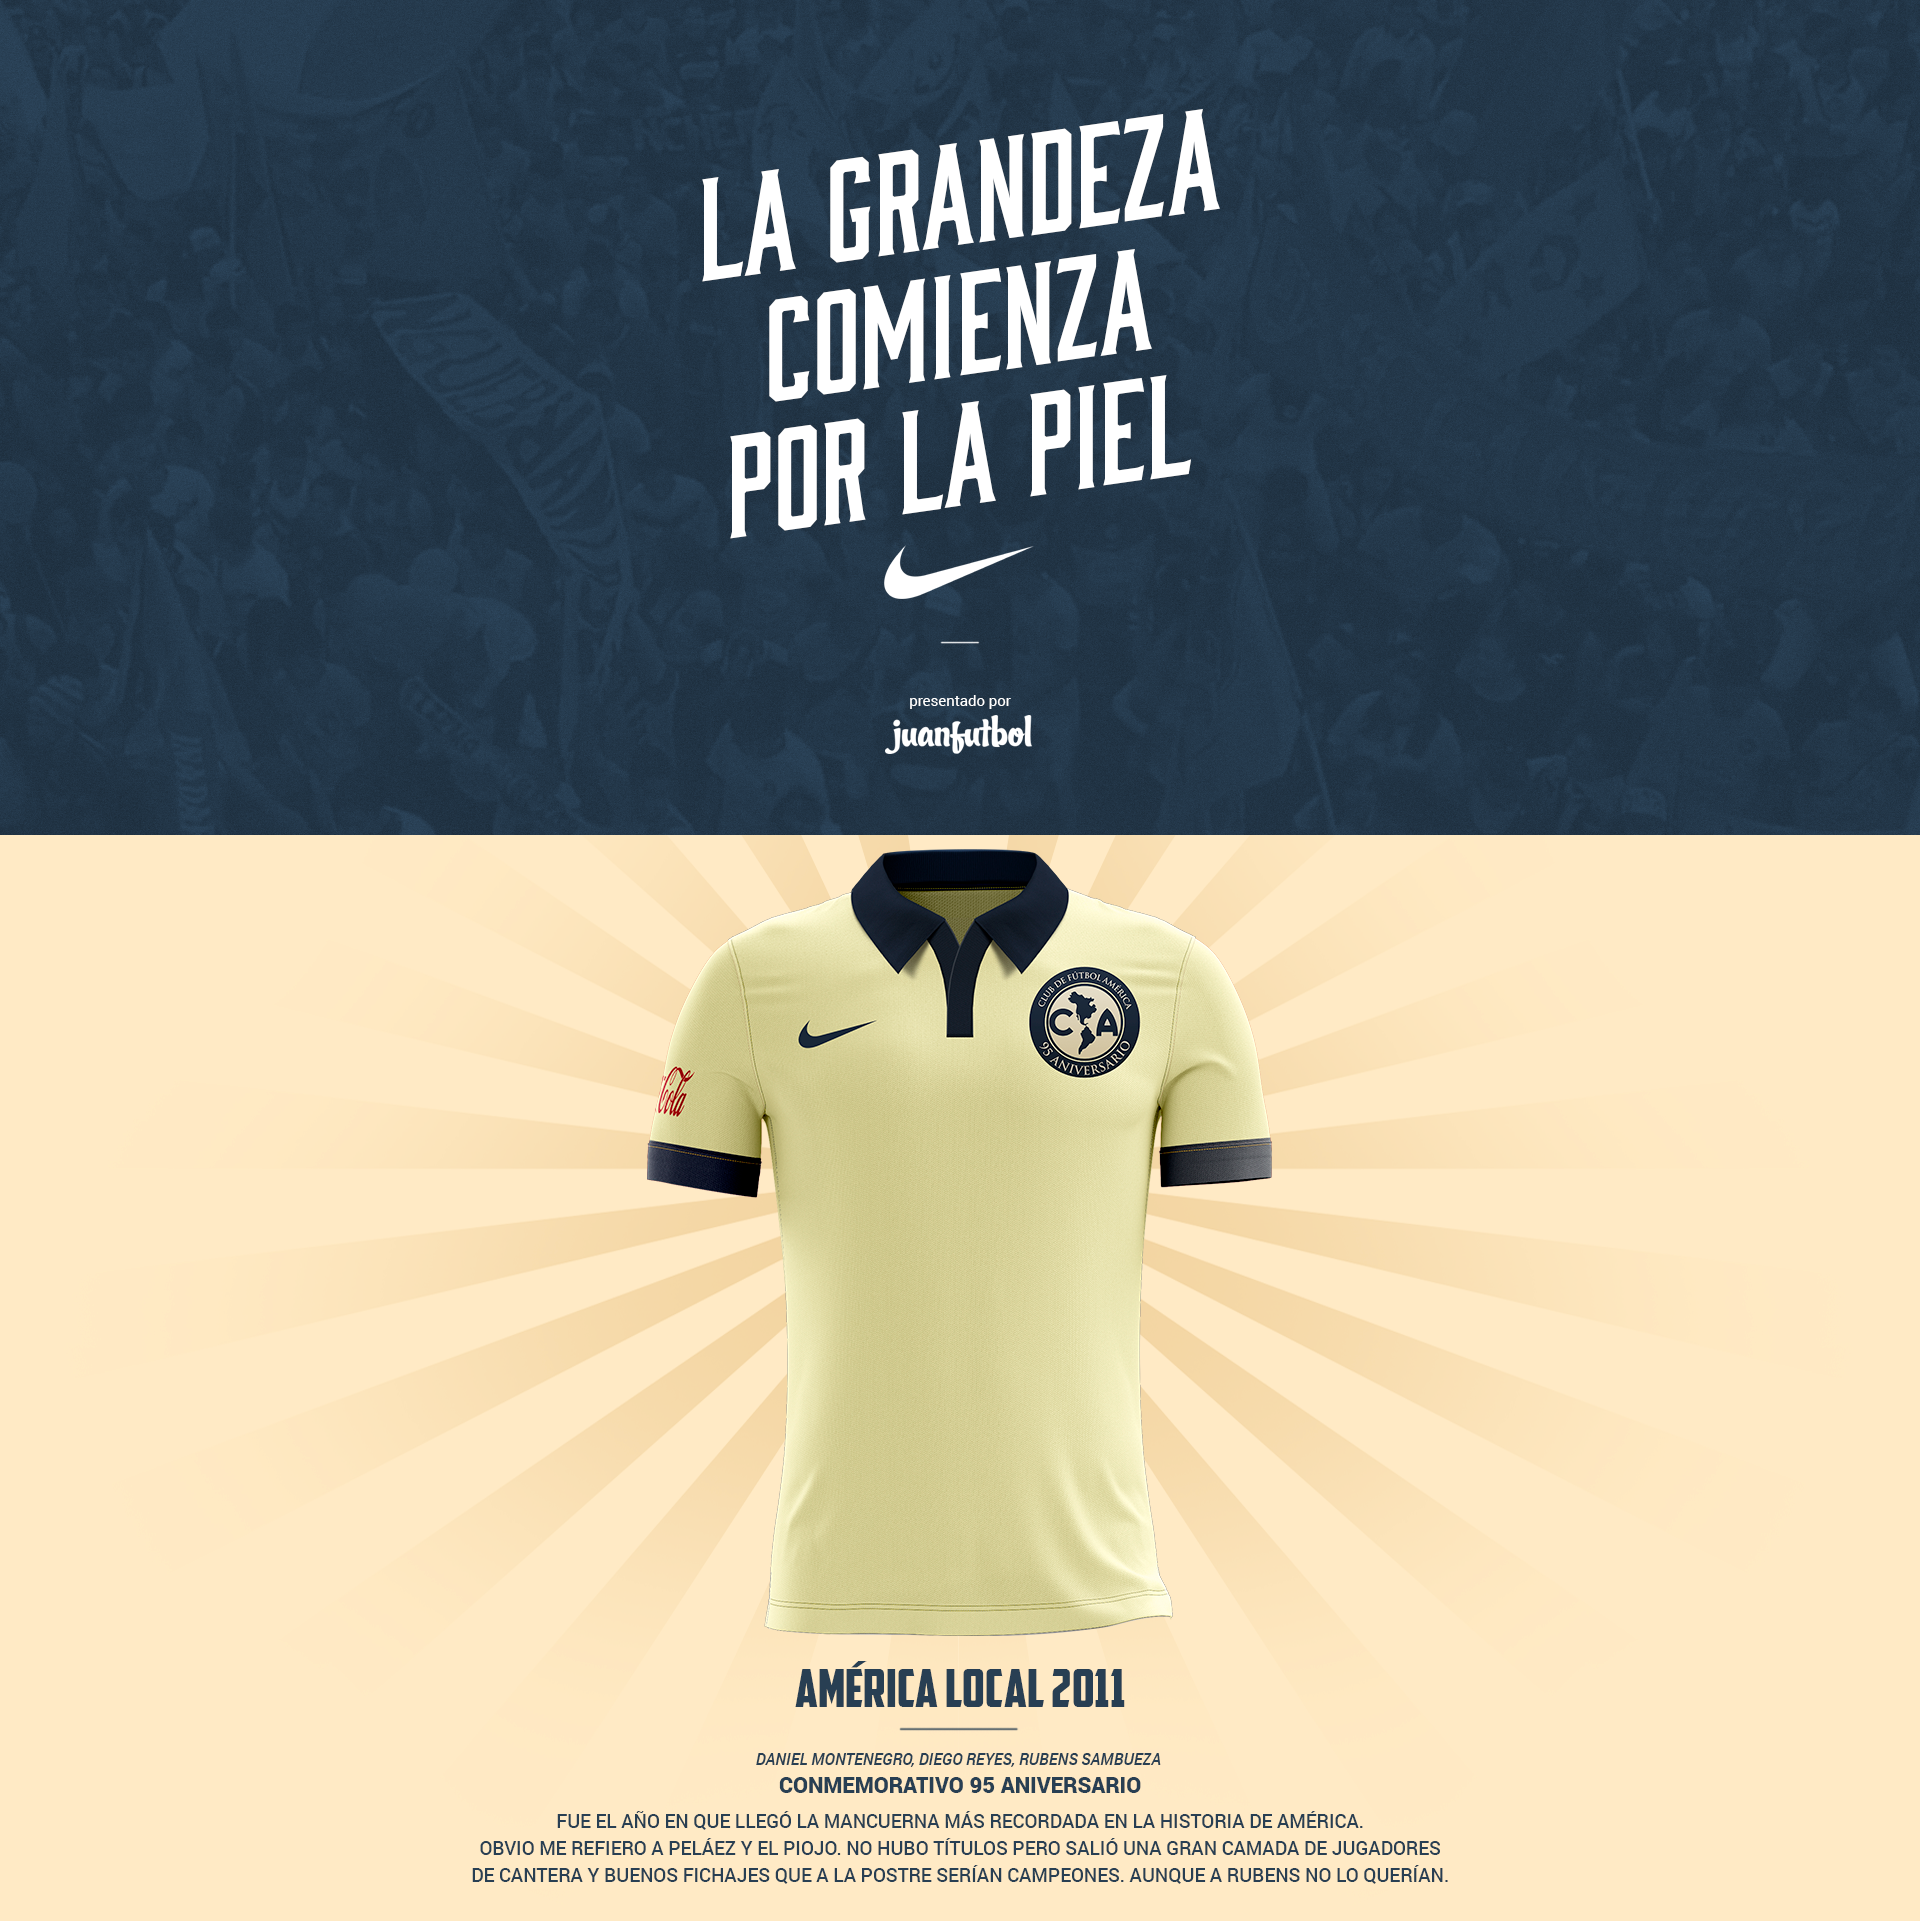 LA GRANDEZA
COMIENZA
POR LA PIEL
presentado por
juanfutbol
CLUB DE FÚTBOL AMÉRICA
C A
95 ANIVERSARIO
Cola
AMÉRICA LOCAL 2011
DANIEL MONTENEGRO, DIEGO REYES, RUBENS SAMBUEZA
CONMEMORATIVO 95 ANIVERSARIO
FUE EL AÑO EN QUE LLEGÓ LA MANCUERNA MÁS RECORDADA EN LA HISTORIA DE AMÉRICA.
OBVIO ME REFIERO A PELÁEZ Y EL PIOJO. NO HUBO TÍTULOS PERO SALIÓ UNA GRAN CAMADA DE JUGADORES
DE CANTERA Y BUENOS FICHAJES QUE A LA POSTRE SERÍAN CAMPEONES. AUNQUE A RUBENS NO LO QUERÍAN.